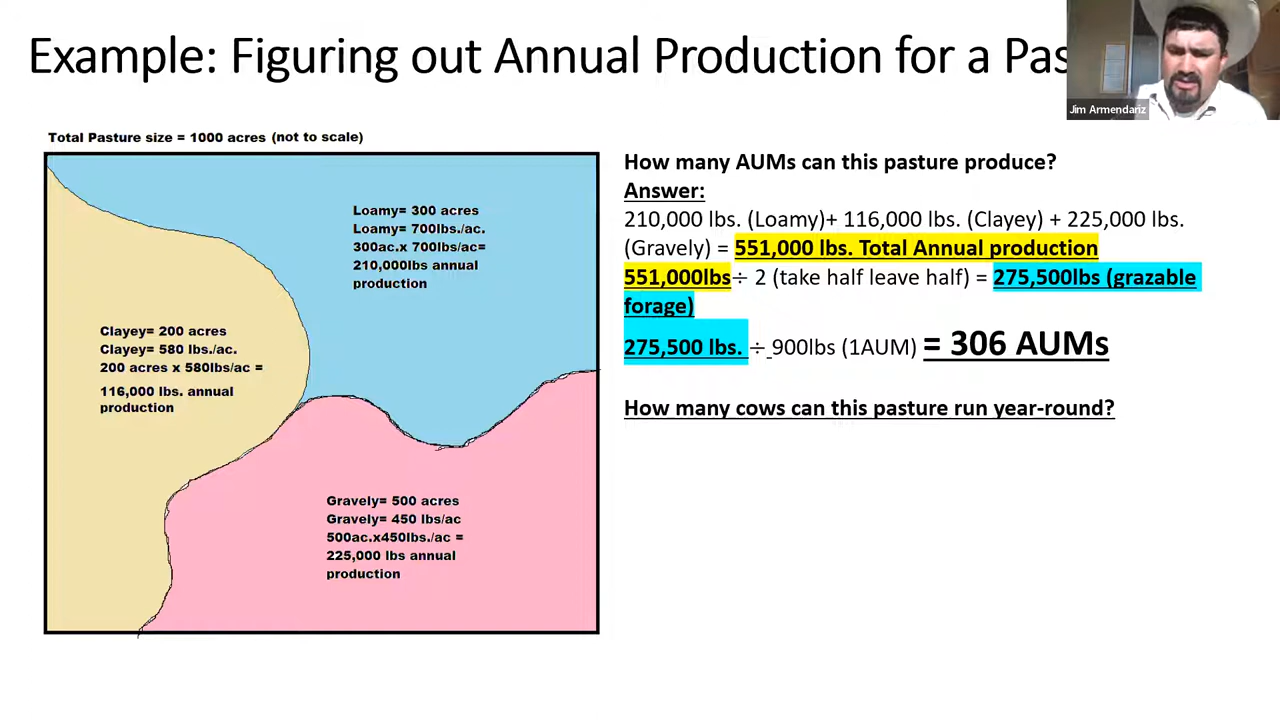 Example: Figuring out Annual Production for a
Jim Armendariz
Total Pasture size = 1000 acres (not to scale)
Loamy= 300 acres
Loamy= 700lbs./ac.
300ac.x 700lbs/ac=
210,000lbs annual
production
Clayey= 200 acres
Clayey= 580 lbs./ac.
200 acres x 580lbs/ac =
116,000 lbs. annual
production
Gravely= 500 acres
Gravely= 450 lbs/ac
500ac.x450lbs./ac =
225,000 lbs annual
production
How many AUMs can this pasture produce?
Answer:
210,000 lbs. (Loamy)+ 116,000 lbs. (Clayey) + 225,000 lbs.
(Gravely) = 551,000 lbs. Total Annual production
551,000lbs÷ 2 (take half leave half) = 275,500lbs (grazable
forage)
275,500 lbs. ÷ 900lbs (1AUM) = 306 AUMs
How many cows can this pasture run year-round?